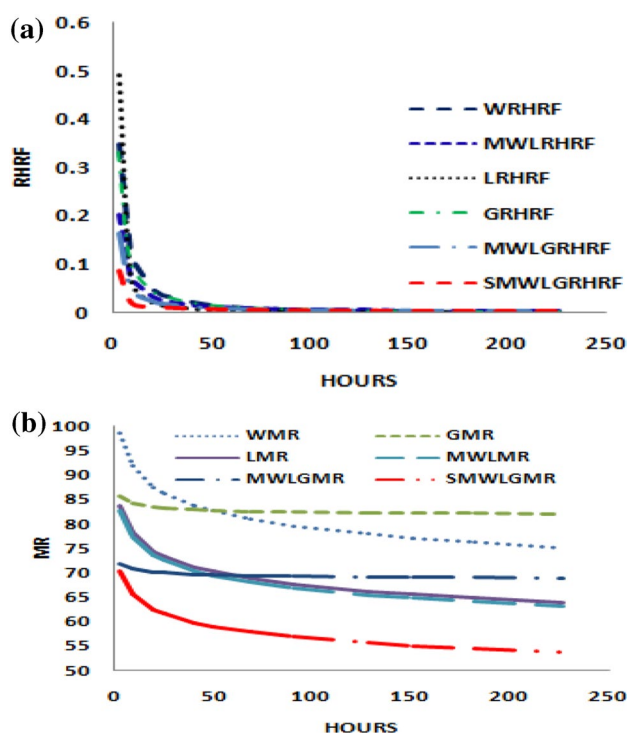 (a)
0.6
0.5
0.4
0.3
0.2
0.1
0
RHRF
WRHRF
MWLRHRF
LRHRF
GRHRF
MWLGRHRF
SMWLGRHRF
0 50 100 150 200 250
HOURS
(b)
100
95
90
85
80
75
70
65
60
55
50
MR
WMR GMR
LMR MWLMR
MWLGMR SMWLGMR
0 50 100 150 200 250
HOURS